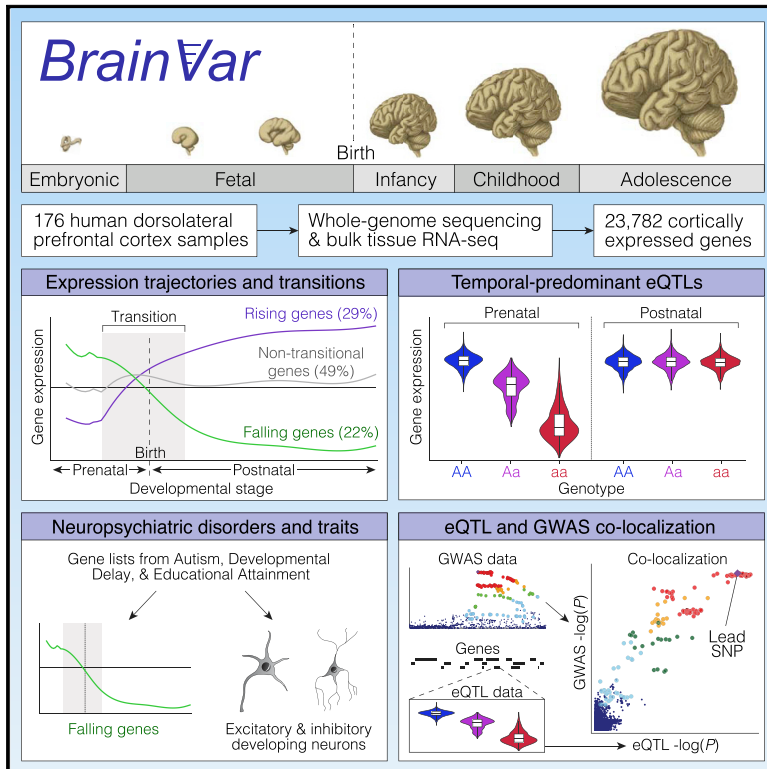 BrainVar
Birth
Embryonic
Fetal
Infancy
Childhood
Adolescence
176 human dorsolateral
prefrontal cortex samples
Whole-genome sequencing
& bulk tissue RNA-seq
23,782 cortically
expressed genes
Expression trajectories and transitions
Transition
Rising genes (29%)
Non-transitional
genes (49%)
Falling genes (22%)
Gene expression
Birth
Prenatal
Postnatal
Developmental stage
Temporal-predominant eQTLs
Prenatal
Postnatal
Gene expression
AA
Aa
aa
AA
Aa
aa
Genotype
Neuropsychiatric disorders and traits
Gene lists from Autism, Developmental
Delay, & Educational Attainment
Falling genes
Excitatory & inhibitory
developing neurons
eQTL and GWAS co-localization
GWAS data
Genes
eQTL data
Co-localization
GWAS -log(P)
Lead
SNP
eQTL -log(P)